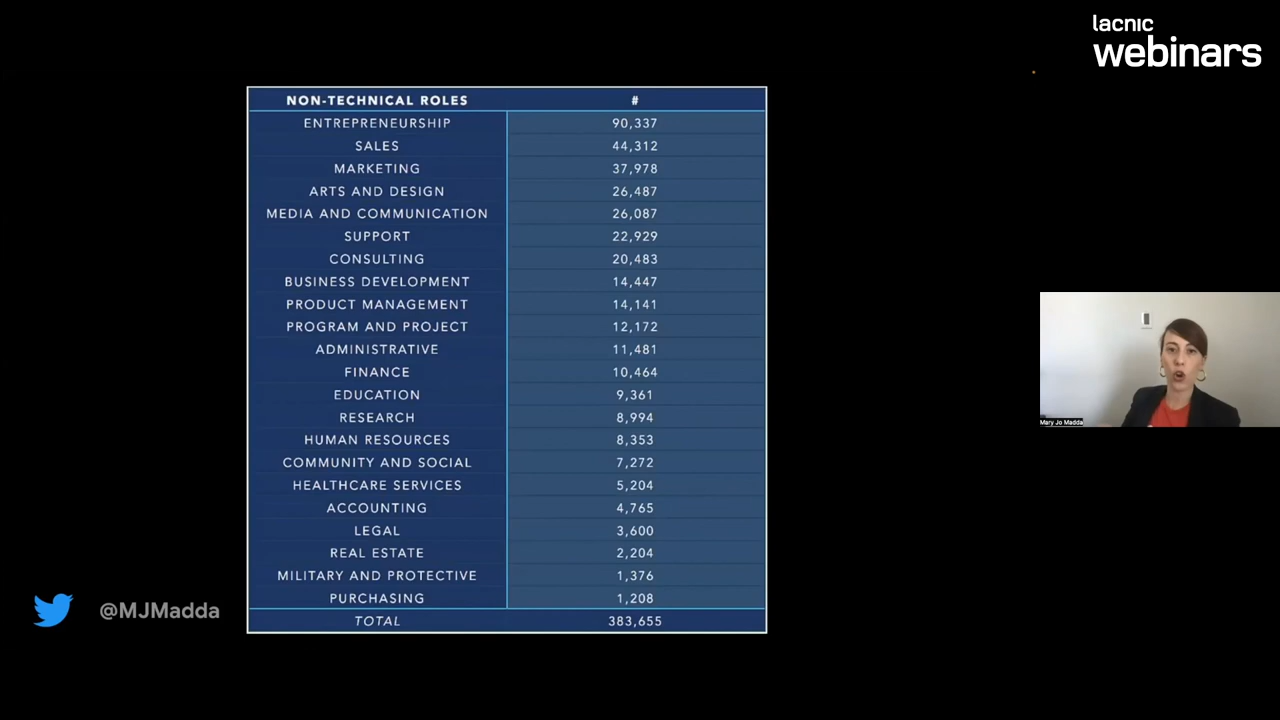 lacnic
webinars
NON-TECHNICAL ROLES #
ENTREPRENEURSHIP 90,337
SALES 44,312
MARKETING 37,978
ARTS AND DESIGN 26,487
MEDIA AND COMMUNICATION 26,087
SUPPORT 22,929
CONSULTING 20,483
BUSINESS DEVELOPMENT 14,447
PRODUCT MANAGEMENT 14,141
PROGRAM AND PROJECT 12,172
ADMINISTRATIVE 11,481
FINANCE 10,464
EDUCATION 9,361
RESEARCH 8,994
HUMAN RESOURCES 8,353
COMMUNITY AND SOCIAL 7,272
HEALTHCARE SERVICES 5,204
ACCOUNTING 4,765
LEGAL 3,600
REAL ESTATE 2,204
MILITARY AND PROTECTIVE 1,376
PURCHASING 1,208
TOTAL 383,655
Mary Jo Madda
@MJMadda